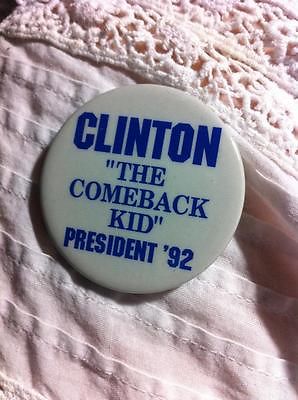 CLINTON
"THE
COMEBACK
KID"
PRESIDENT '92